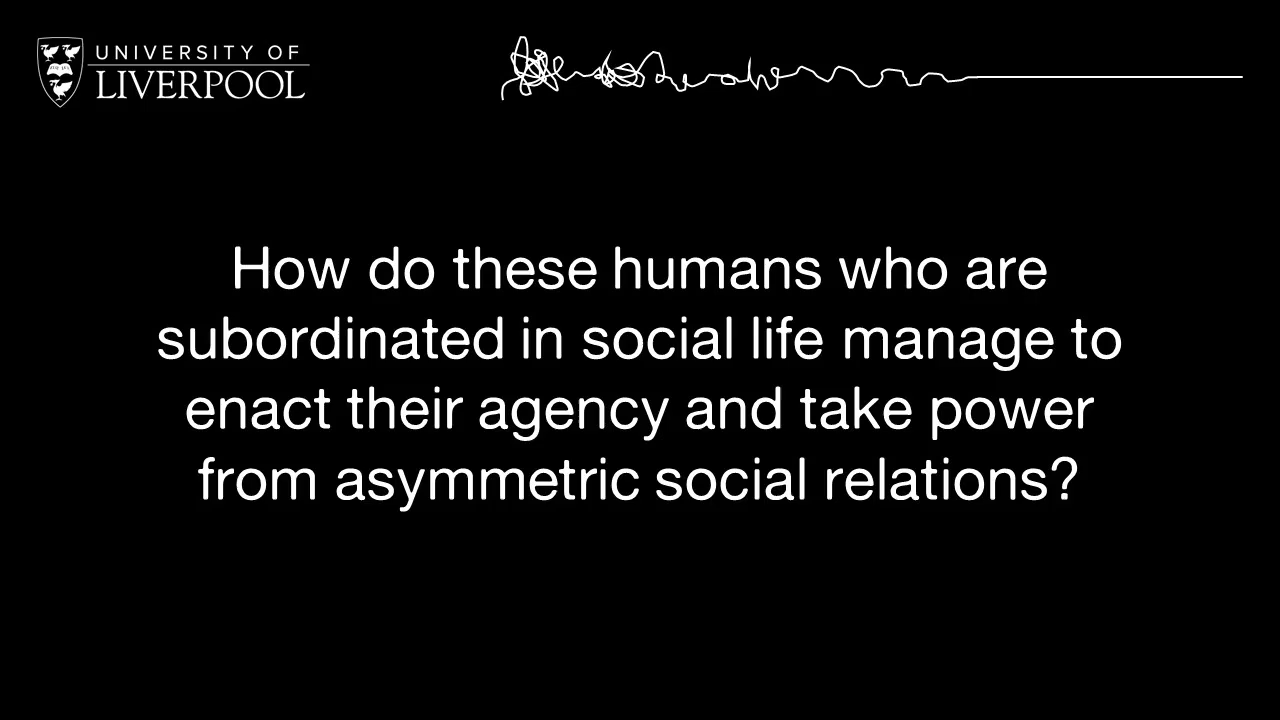 UNIVERSITY OF
LIVERPOOL
How do these humans who are
subordinated in social life manage to
enact their agency and take power
from asymmetric social relations?